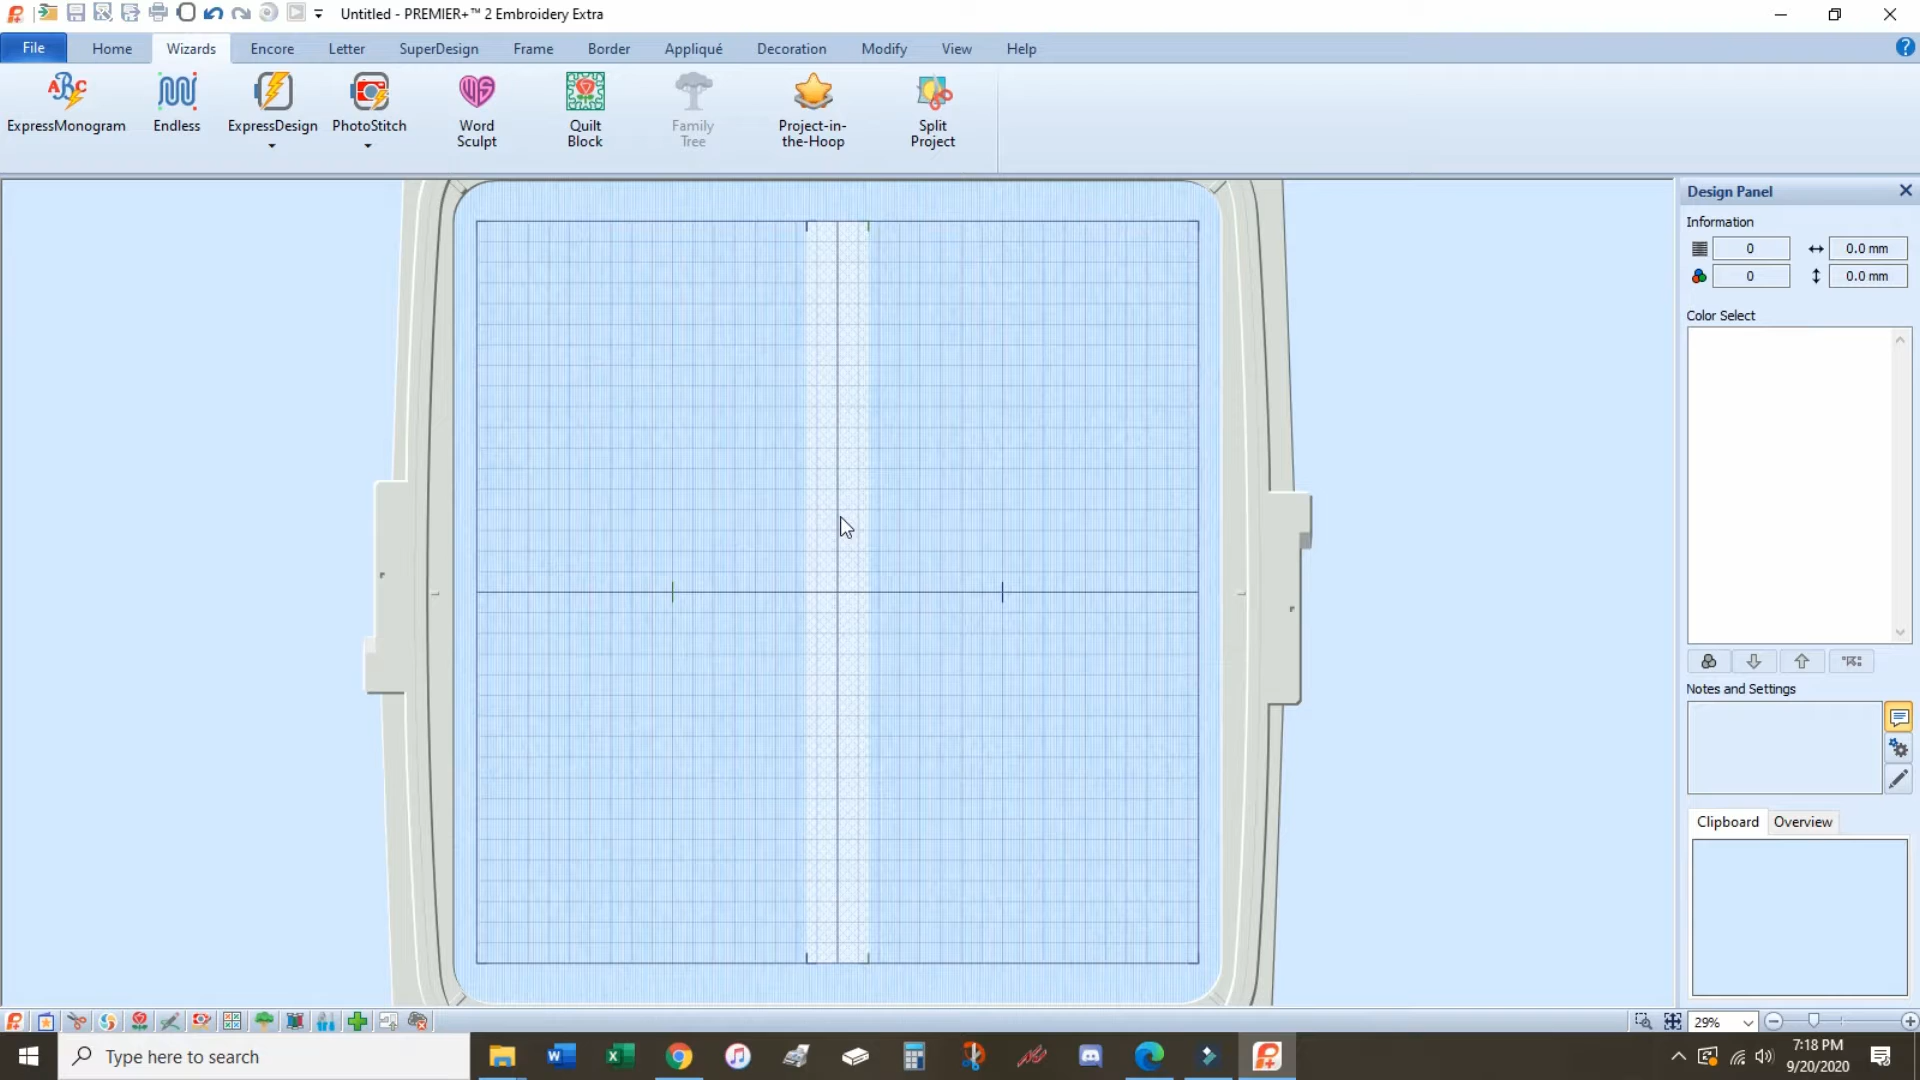 Untitled - PREMIER+™ 2 Embroidery Extra
File Home Wizards Encore Letter SuperDesign Frame Border Appliqué Decoration Modify View Help
ExpressMonogram
Endless
ExpressDesign
PhotoStitch
Word
Sculpt
Quilt
Block
Family
Tree
Project-in-
the-Hoop
Split
Project
Design Panel
Information
0 0.0 mm
0 0.0 mm
Color Select
Notes and Settings
Clipboard Overview
29%
Type here to search
7:18 PM
9/20/2020